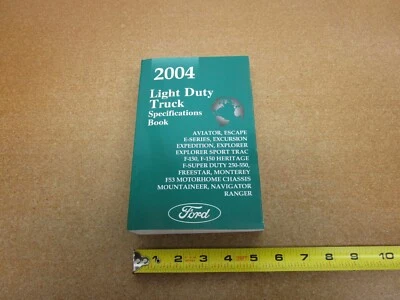 2004
Light Duty
Truck
Specifications
Book
AVIATOR, ESCAPE
E-SERIES, EXCURSION
EXPEDITION, EXPLORER
EXPLORER SPORT TRAC
F-150, F-150 HERITAGE
F-SUPER DUTY 250-550,
FREESTAR, MONTEREY
F53 MOTORHOME CHASSIS
MOUNTAINEER, NAVIGATOR
RANGER
Ford
1 2 3 4 5 6 7 8 9 10